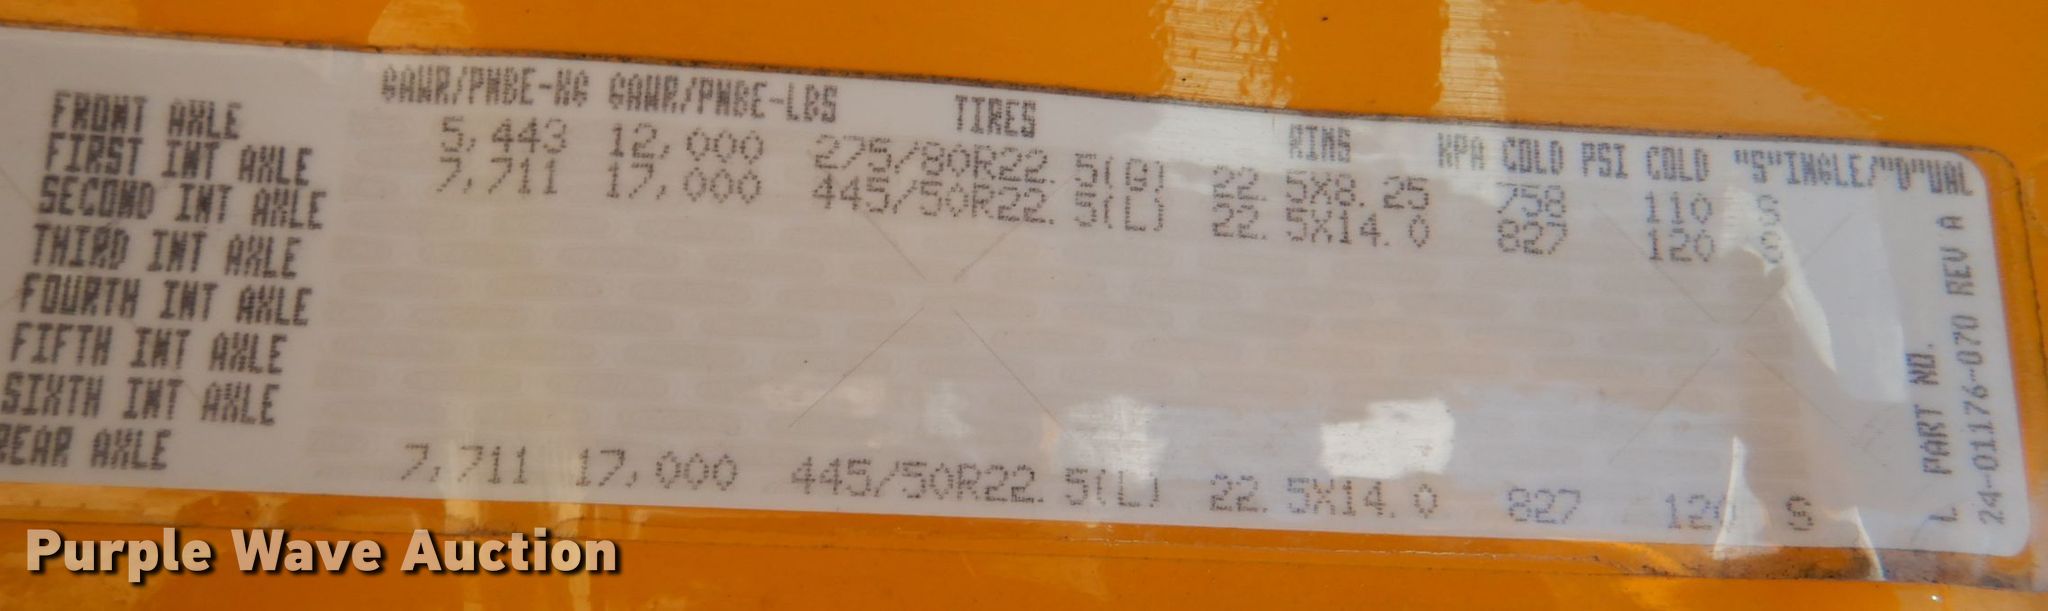 GAWR/PNBE-KG GAWR/PNBE-LBS TIRES RIMS KPA COLD PSI COLD "S"INGLE/"D"UAL
FRONT AXLE 5,443 12,000 275/80R22.5(G) 22.5X8.25 758 110 S
FIRST INT AXLE 7,711 17,000 445/50R22.5(L) 22.5X14.0 827 120 S
SECOND INT AXLE
THIRD INT AXLE
FOURTH INT AXLE
FIFTH INT AXLE
SIXTH INT AXLE
REAR AXLE 7,711 17,000 445/50R22.5(L) 22.5X14.0 827 120 S
L PART NO.
24-01176-070 REV A
Purple Wave Auction